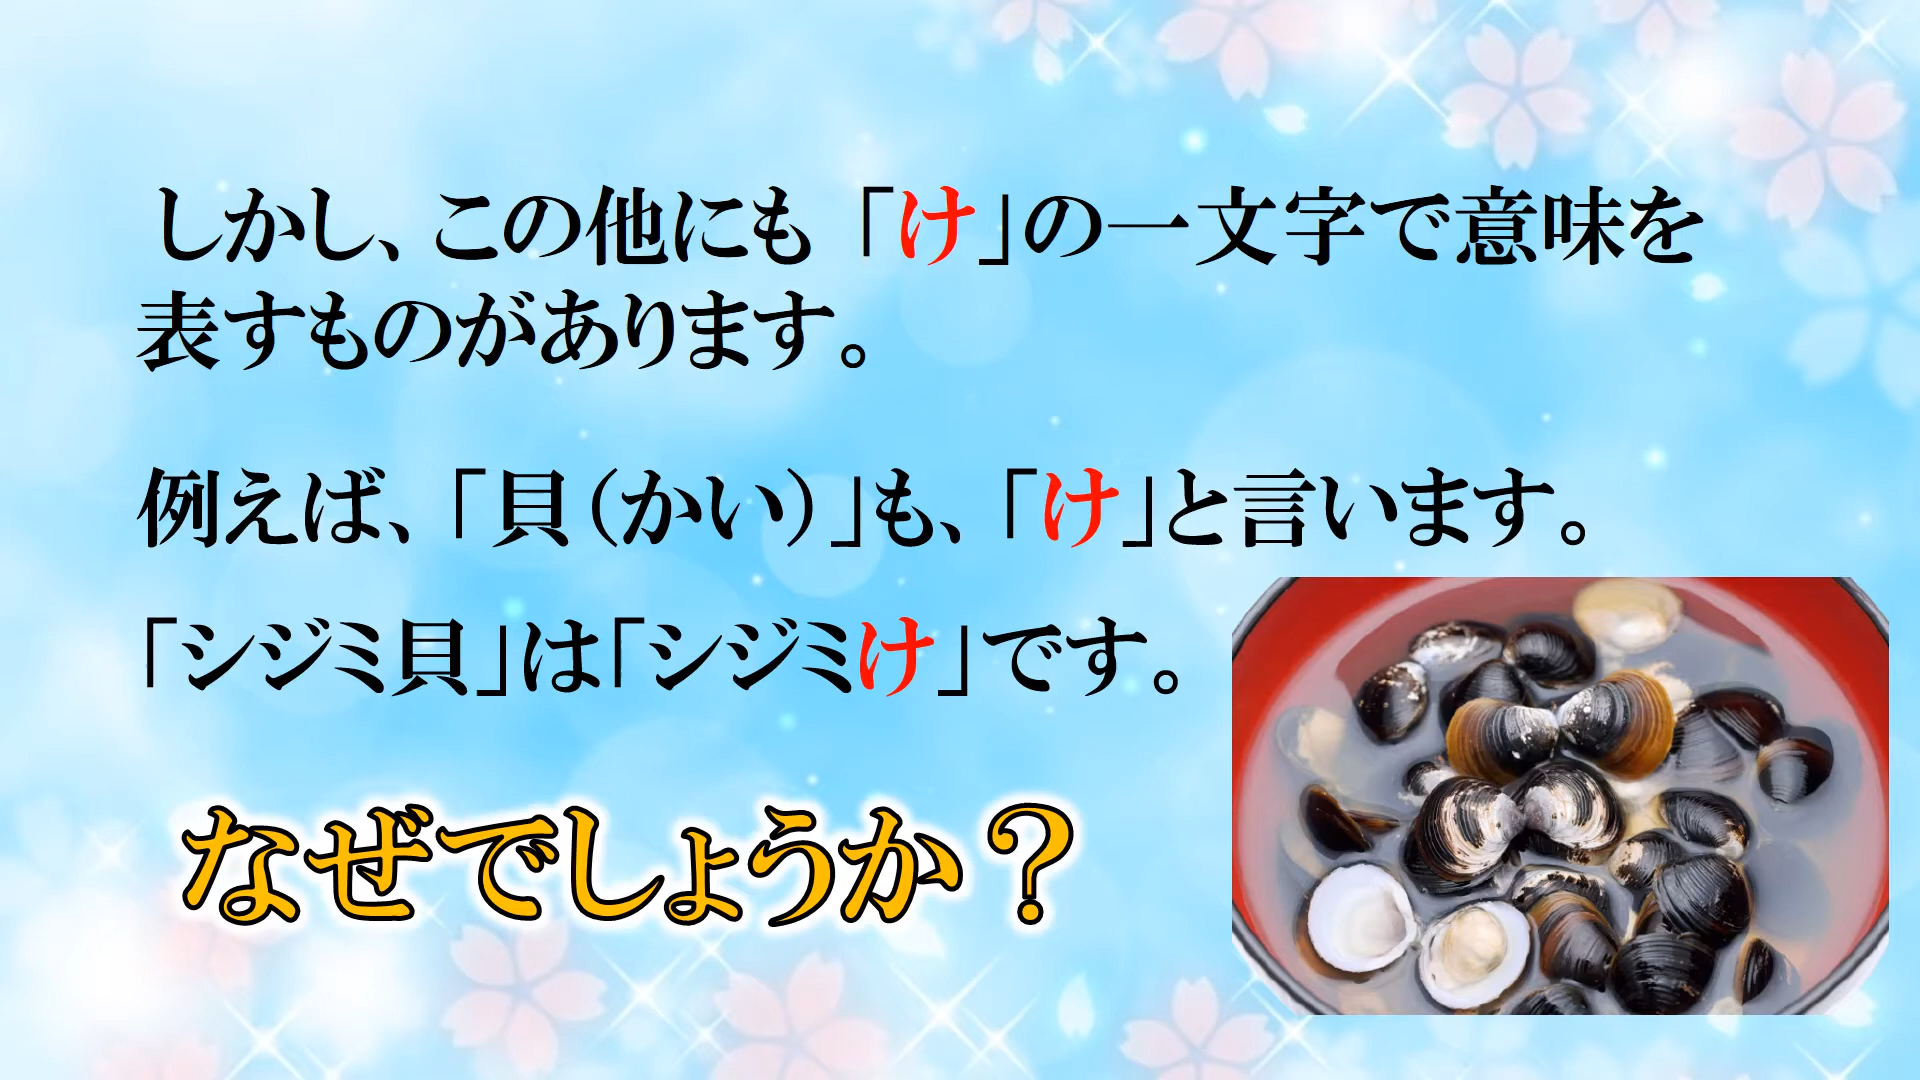 しかし、この他にも「け」の一文字で意味を
表すものがあります。
例えば、「貝（かい）」も、「け」と言います。
「シジミ貝」は「シジミけ」です。
なぜでしょうか？